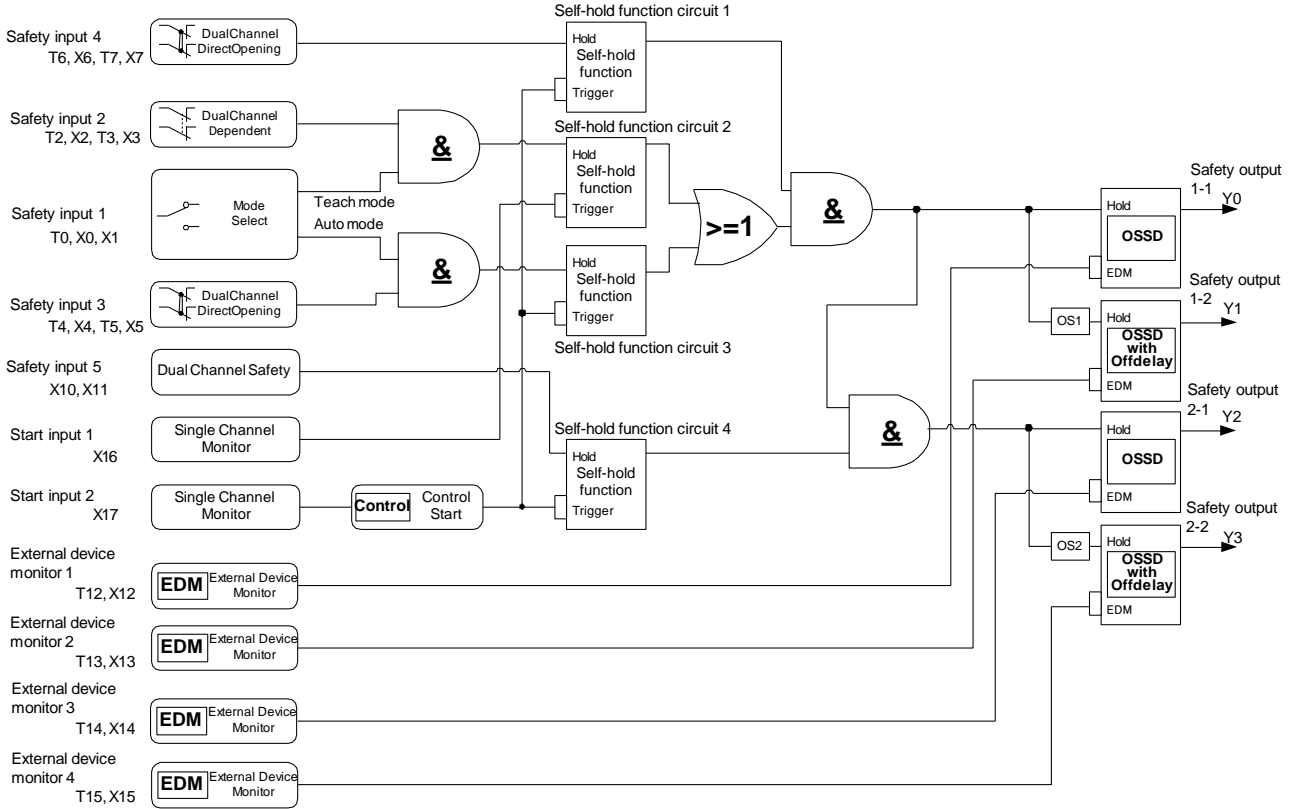 Self-hold function circuit 1
Safety input 4
T6, X6, T7, X7
DualChannel
DirectOpening
Hold
Self-hold
function
Trigger
Safety input 2
T2, X2, T3, X3
DualChannel
Dependent
&
Self-hold function circuit 2
Hold
Self-hold
function
Trigger
Safety input 1
T0, X0, X1
Mode
Select
Teach mode
Auto mode
>=1
&
Safety output
1-1
Y0
Hold
OSSD
EDM
Safety input 3
T4, X4, T5, X5
DualChannel
DirectOpening
&
Hold
Self-hold
function
Trigger
Self-hold function circuit 3
Safety output
1-2
Y1
OS1
Hold
OSSD
with
Offdelay
EDM
Safety input 5
X10, X11
Dual Channel Safety
Start input 1
X16
Single Channel
Monitor
Self-hold function circuit 4
Hold
Self-hold
function
Trigger
&
Safety output
2-1
Y2
Hold
OSSD
EDM
Start input 2
X17
Single Channel
Monitor
Control
Control
Start
Safety output
2-2
Y3
OS2
Hold
OSSD
with
Offdelay
EDM
External device
monitor 1
T12, X12
EDM
External Device
Monitor
External device
monitor 2
T13, X13
EDM
External Device
Monitor
External device
monitor 3
T14, X14
EDM
External Device
Monitor
External device
monitor 4
T15, X15
EDM
External Device
Monitor